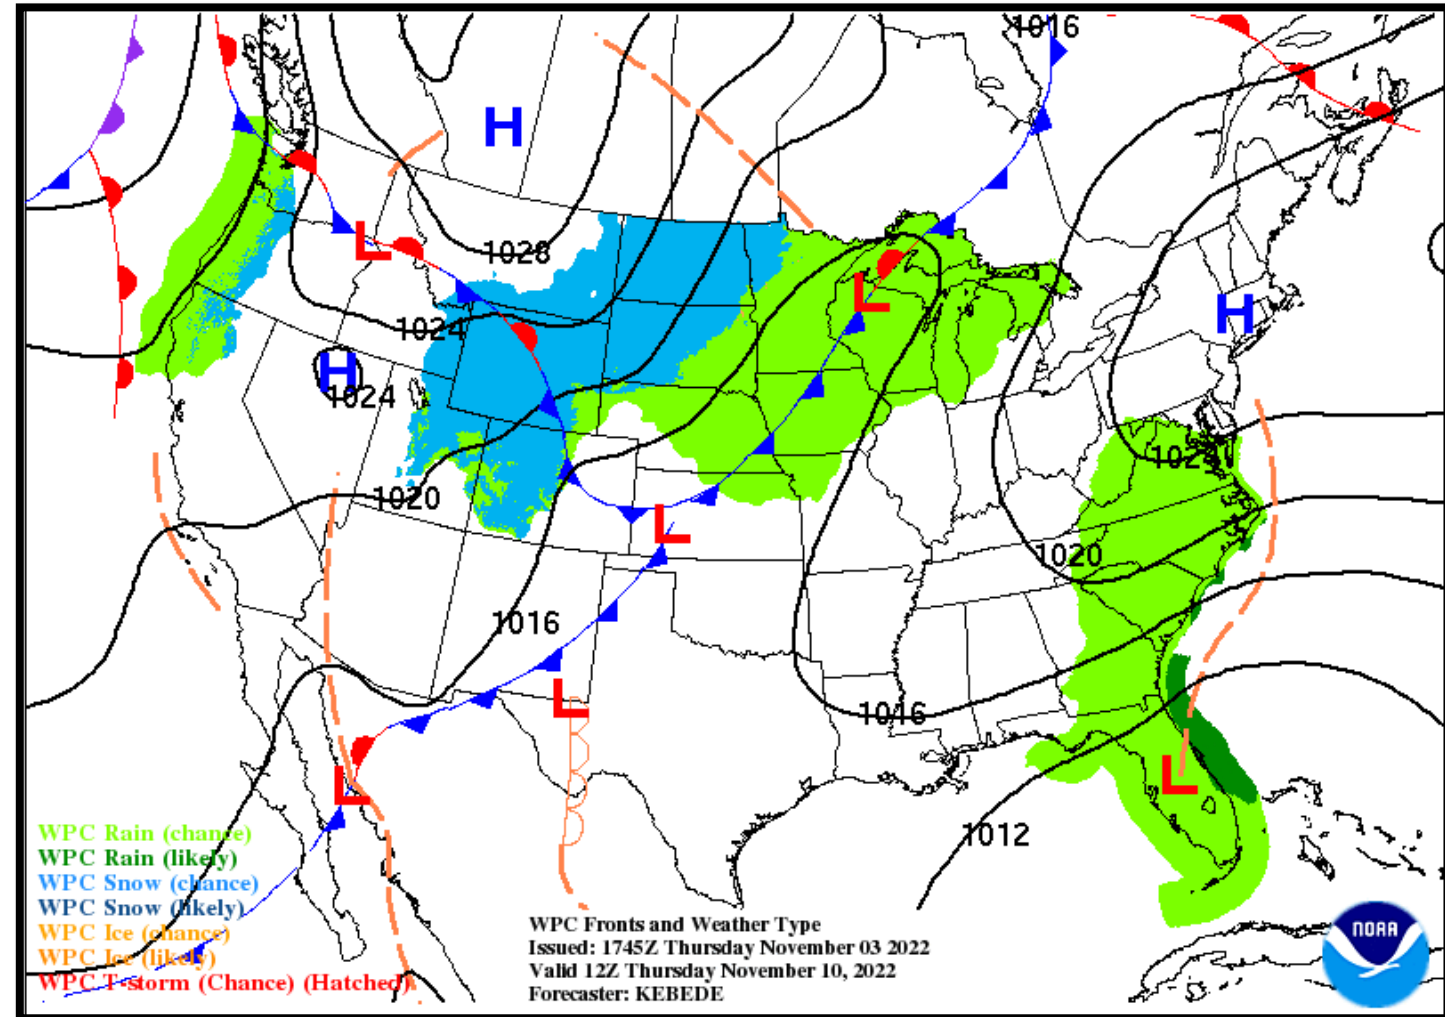 1016
H
1028
L
L
H
1024
H
1024
102
1020
L
1020
1016
L
1016
L
L
1012
WPC Rain (chance)
WPC Rain (likely)
WPC Snow (chance)
WPC Snow (likely)
WPC Ice (chance)
WPC Ice (likely)
WPC T-storm (Chance) (Hatched)
WPC Fronts and Weather Type
Issued: 1745Z Thursday November 03 2022
Valid 12Z Thursday November 10, 2022
Forecaster: KEBEDE
NOAA